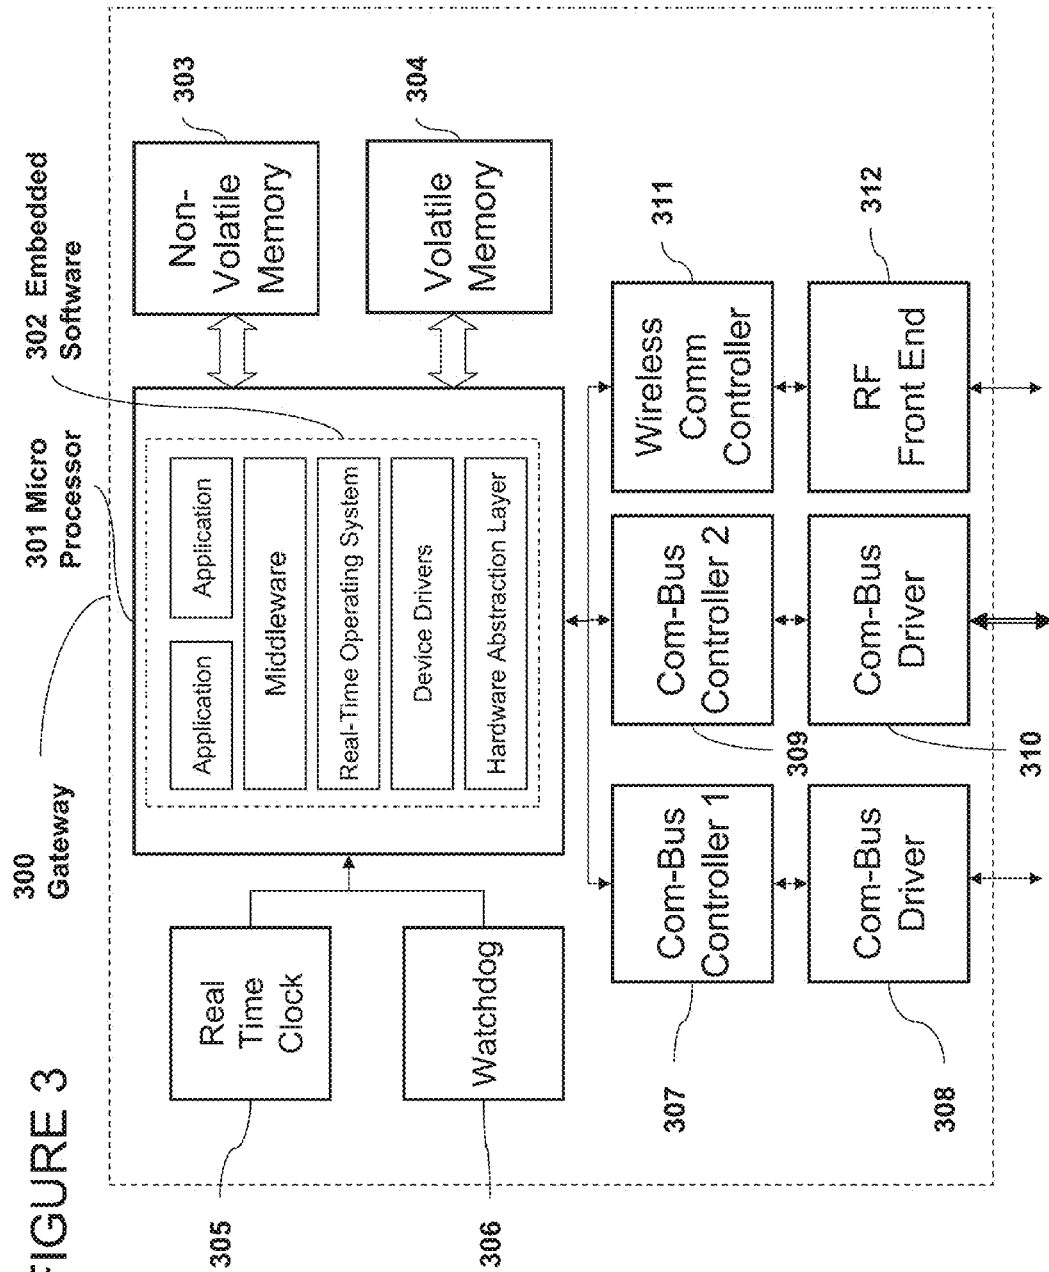 FIGURE 3
300
Gateway
301 Micro
Processor
302 Embedded
Software
305
Real
Time
Clock
306
Watchdog
Application
Application
Middleware
Real-Time Operating System
Device Drivers
Hardware Abstraction Layer
Non-
Volatile
Memory
303
Volatile
Memory
304
307
Com-Bus
Controller 1
309
Com-Bus
Controller 2
Wireless
Comm
Controller
311
308
Com-Bus
Driver
310
Com-Bus
Driver
RF
Front End
312